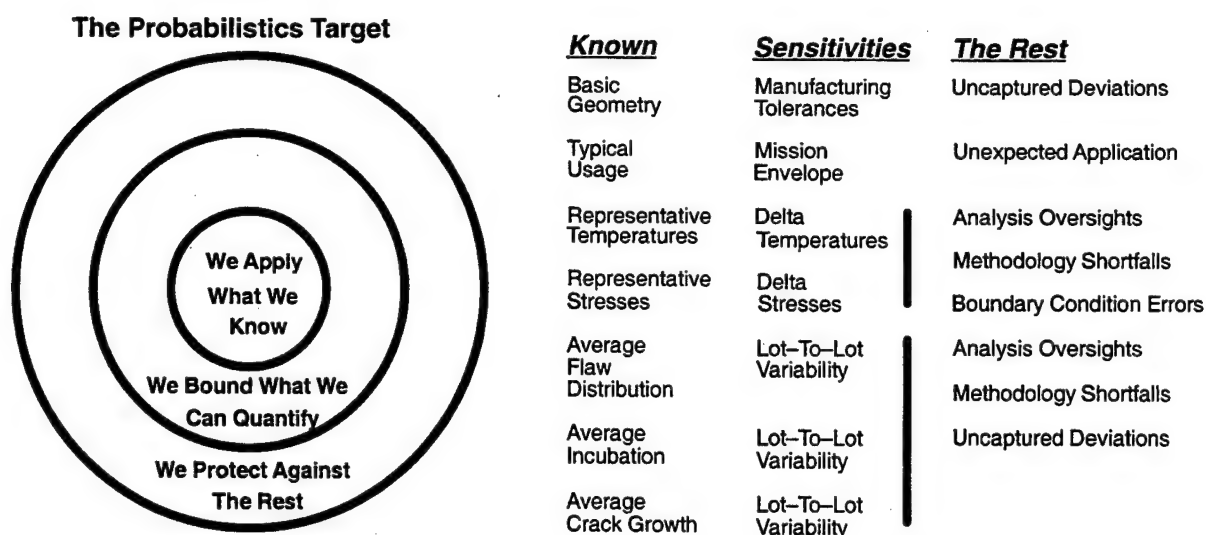 The Probabilistics Target
We Apply
What We
Know
We Bound What We
Can Quantify
We Protect Against
The Rest
Known
Basic
Geometry
Typical
Usage
Representative
Temperatures
Representative
Stresses
Average
Flaw
Distribution
Average
Incubation
Average
Crack Growth
Sensitivities
Manufacturing
Tolerances
Mission
Envelope
Delta
Temperatures
Delta
Stresses
Lot–To–Lot
Variability
Lot–To–Lot
Variability
Lot–To–Lot
Variability
The Rest
Uncaptured Deviations
Unexpected Application
Analysis Oversights
Methodology Shortfalls
Boundary Condition Errors
Analysis Oversights
Methodology Shortfalls
Uncaptured Deviations